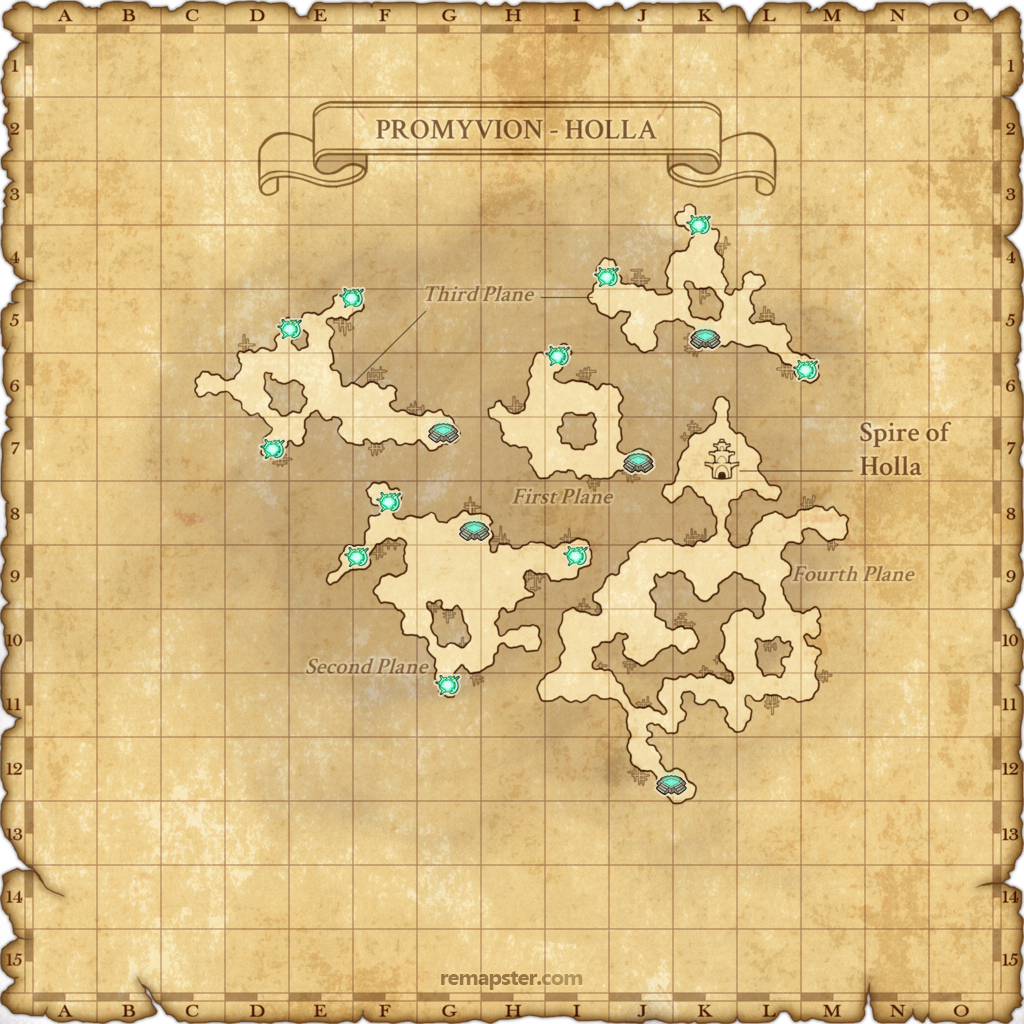 A B C D E F G H I J K L M N O
1 1
2 2
PROMYVION - HOLLA
3 3
4 4
Third Plane
5 5
6 6
7 7
Spire of
Holla
First Plane
8 8
9 9
Fourth Plane
10 10
Second Plane
11 11
12 12
13 13
14 14
15 15
remapster.com
A B C D E F G H I J K L M N O